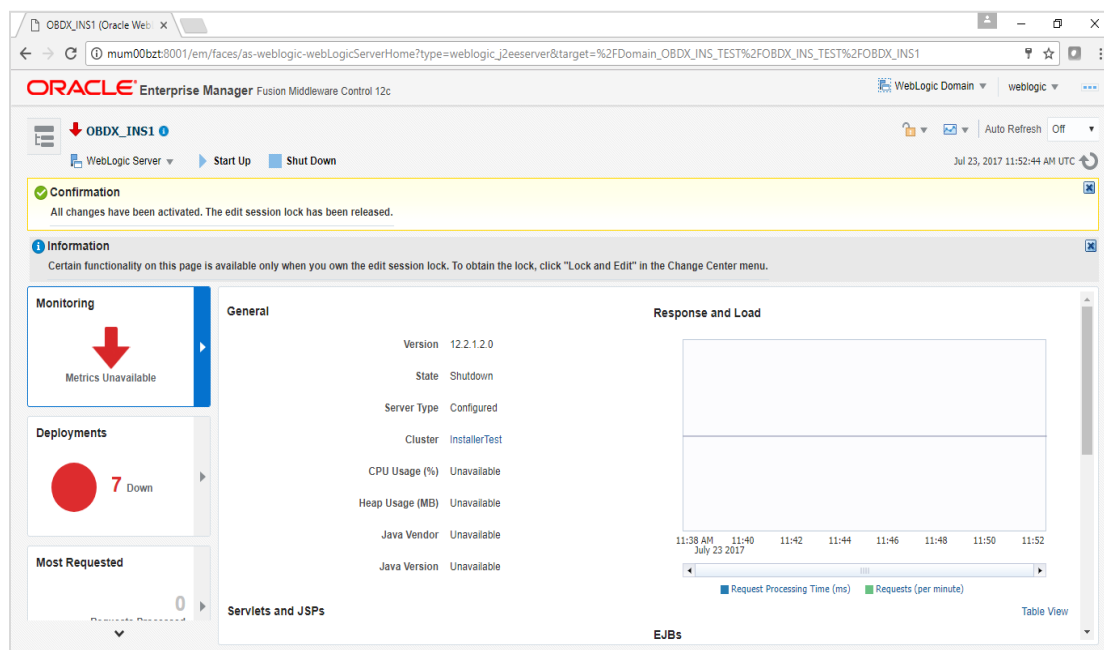 OBDX_INS1 (Oracle Web
mum00bzt:8001/em/faces/as-weblogic-webLogicServerHome?type=weblogic_j2eeserver&target=%2FDomain_OBDX_INS_TEST%2FOBDX_INS_TEST%2FOBDX_INS1
ORACLE Enterprise Manager Fusion Middleware Control 12c
WebLogic Domain
weblogic
OBDX_INS1
Auto Refresh Off
WebLogic Server
Start Up
Shut Down
Jul 23, 2017 11:52:44 AM UTC
Confirmation
All changes have been activated. The edit session lock has been released.
Information
Certain functionality on this page is available only when you own the edit session lock. To obtain the lock, click "Lock and Edit" in the Change Center menu.
Monitoring
Metrics Unavailable
Deployments
7 Down
Most Requested
0
Requests Processed
General
Version 12.2.1.2.0
State Shutdown
Server Type Configured
Cluster InstallerTest
CPU Usage (%) Unavailable
Heap Usage (MB) Unavailable
Java Vendor Unavailable
Java Version Unavailable
Servlets and JSPs
Response and Load
11:38 AM 11:40 11:42 11:44 11:46 11:48 11:50 11:52
July 23 2017
Request Processing Time (ms) Requests (per minute)
Table View
EJBs